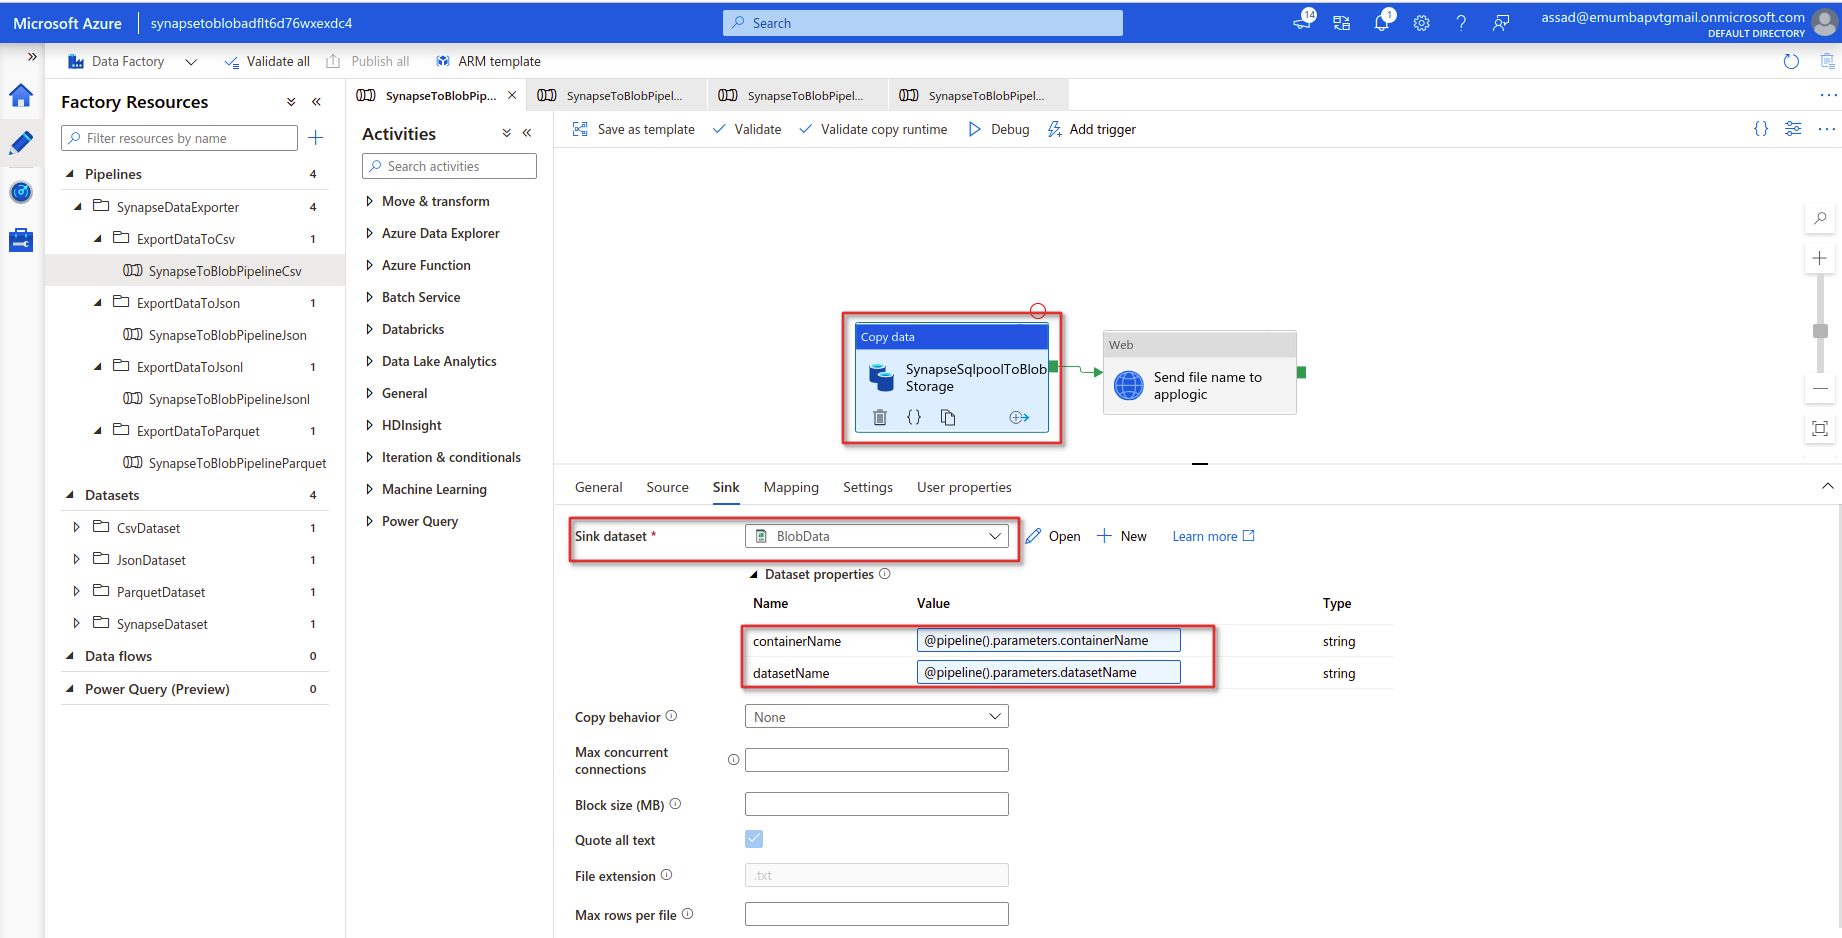 Microsoft Azure
synapsetoblobadflt6d76wxexdc4
Search
14
1
?
assad@emumbapvtgmail.onmicrosoft.com
DEFAULT DIRECTORY
Data Factory
Validate all
Publish all
ARM template
Factory Resources
Filter resources by name
Pipelines 4
SynapseDataExporter 4
ExportDataToCsv 1
SynapseToBlobPipelineCsv
ExportDataToJson 1
SynapseToBlobPipelineJson
ExportDataToJsonl 1
SynapseToBlobPipelineJsonl
ExportDataToParquet 1
SynapseToBlobPipelineParquet
Datasets 4
CsvDataset 1
JsonDataset 1
ParquetDataset 1
SynapseDataset 1
Data flows 0
Power Query (Preview) 0
SynapseToBlobPip...
SynapseToBlobPipel...
SynapseToBlobPipel...
SynapseToBlobPipel...
Activities
Search activities
Move & transform
Azure Data Explorer
Azure Function
Batch Service
Databricks
Data Lake Analytics
General
HDInsight
Iteration & conditionals
Machine Learning
Power Query
Save as template
Validate
Validate copy runtime
Debug
Add trigger
{}
Copy data
SynapseSqlpoolToBlob
Storage
{}
Web
Send file name to
applogic
General
Source
Sink
Mapping
Settings
User properties
Sink dataset *
BlobData
Open
New
Learn more
Dataset properties
Name Value Type
containerName @pipeline().parameters.containerName string
datasetName @pipeline().parameters.datasetName string
Copy behavior
None
Max concurrent
connections
Block size (MB)
Quote all text
File extension
.txt
Max rows per file